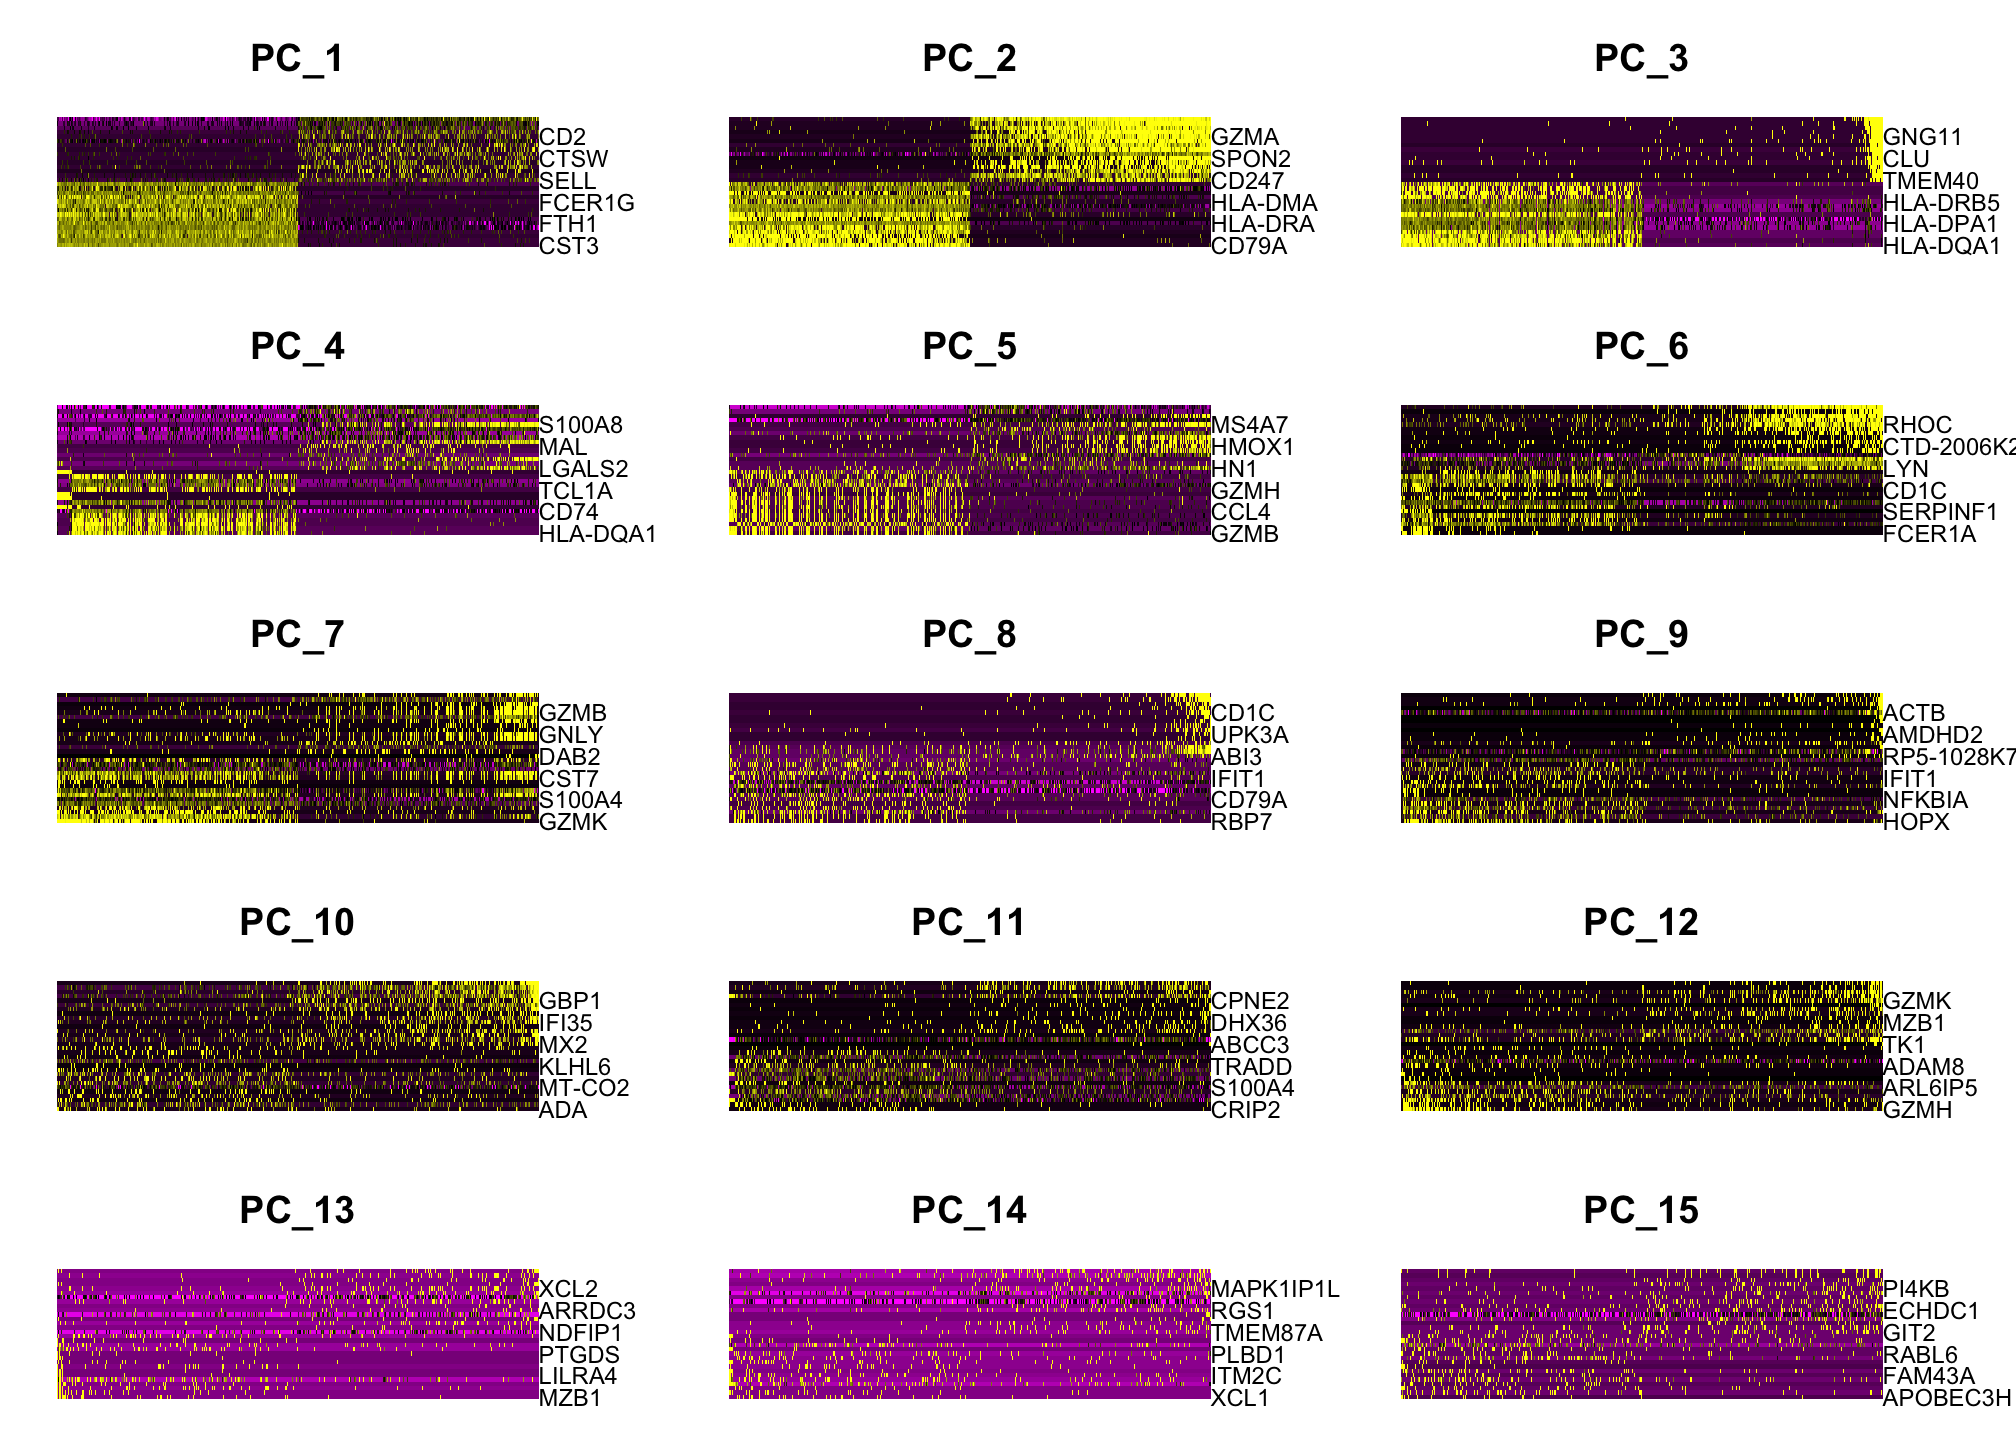 PC_1
CD2
CTSW
SELL
FCER1G
FTH1
CST3
PC_2
GZMA
SPON2
CD247
HLA-DMA
HLA-DRA
CD79A
PC_3
GNG11
CLU
TMEM40
HLA-DRB5
HLA-DPA1
HLA-DQA1
PC_4
S100A8
MAL
LGALS2
TCL1A
CD74
HLA-DQA1
PC_5
MS4A7
HMOX1
HN1
GZMH
CCL4
GZMB
PC_6
RHOC
CTD-2006K2
LYN
CD1C
SERPINF1
FCER1A
PC_7
GZMB
GNLY
DAB2
CST7
S100A4
GZMK
PC_8
CD1C
UPK3A
ABI3
IFIT1
CD79A
RBP7
PC_9
ACTB
AMDHD2
RP5-1028K7
IFIT1
NFKBIA
HOPX
PC_10
GBP1
IFI35
MX2
KLHL6
MT-CO2
ADA
PC_11
CPNE2
DHX36
ABCC3
TRADD
S100A4
CRIP2
PC_12
GZMK
MZB1
TK1
ADAM8
ARL6IP5
GZMH
PC_13
XCL2
ARRDC3
NDFIP1
PTGDS
LILRA4
MZB1
PC_14
MAPK1IP1L
RGS1
TMEM87A
PLBD1
ITM2C
XCL1
PC_15
PI4KB
ECHDC1
GIT2
RABL6
FAM43A
APOBEC3H